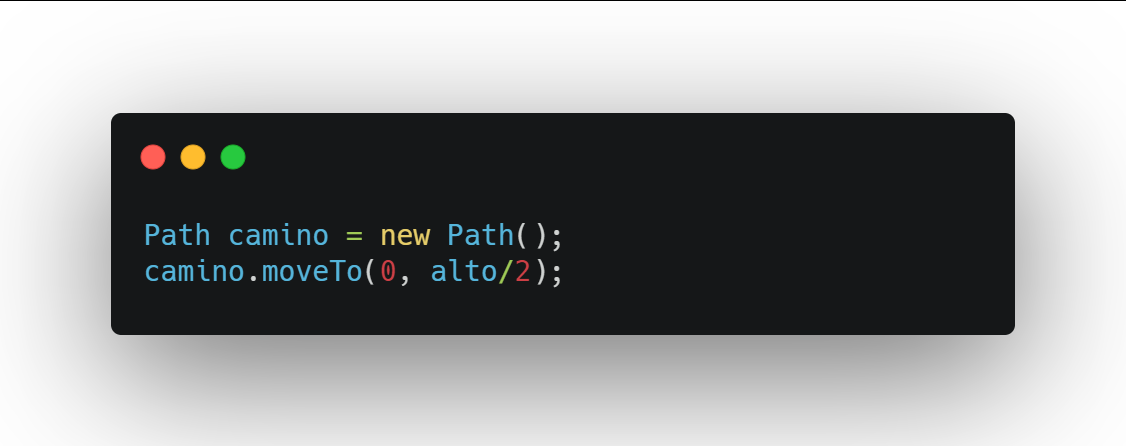 Path camino = new Path();
camino.moveTo(0, alto/2);